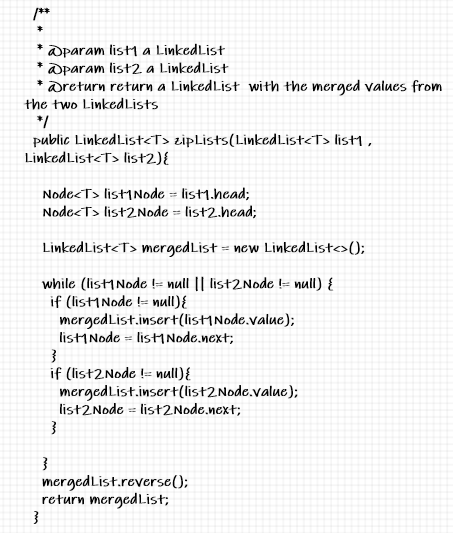 /**
*
* @param list1 a LinkedList
* @param list2 a LinkedList
* @return return a LinkedList with the merged values from
the two LinkedLists
*/
public LinkedList<T> zipLists(LinkedList<T> list1 ,
LinkedList<T> list2){
Node<T> list1Node = list1.head;
Node<T> list2Node = list2.head;
LinkedList<T> mergedList = new LinkedList<>();
while (list1Node != null || list2Node != null) {
if (list1Node != null){
mergedList.insert(list1Node.value);
list1Node = list1Node.next;
}
if (list2Node != null){
mergedList.insert(list2Node.value);
list2Node = list2Node.next;
}
}
mergedList.reverse();
return mergedList;
}